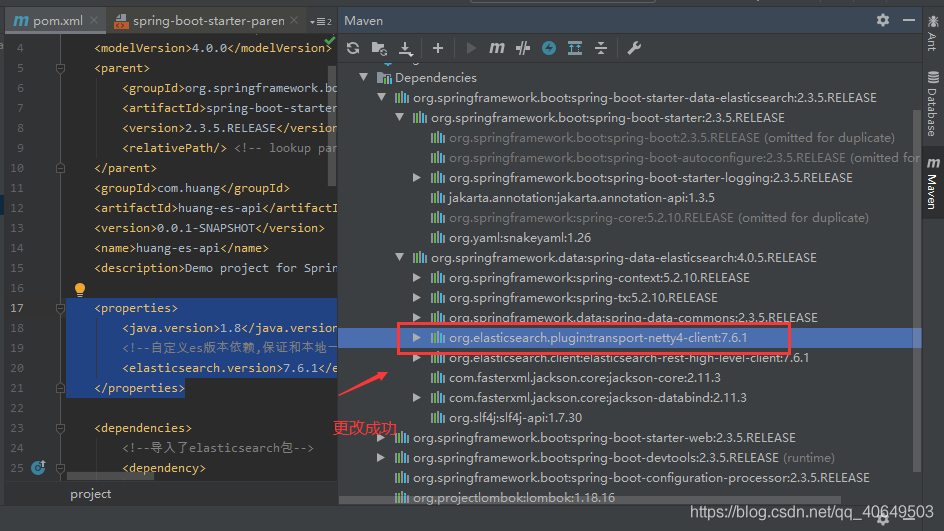 pom.xml
spring-boot-starter-paren
2
Maven
4 <modelVersion>4.0.0</modelVersion>
5 <parent>
6 <groupId>org.springframework.bo
7 <artifactId>spring-boot-starter
8 <version>2.3.5.RELEASE</version
9 <relativePath/> <!-- lookup par
10 </parent>
11 <groupId>com.huang</groupId>
12 <artifactId>huang-es-api</artifactI
13 <version>0.0.1-SNAPSHOT</version>
14 <name>huang-es-api</name>
15 <description>Demo project for Sprin
16
17 <properties>
18 <java.version>1.8</java.version
19 <!--自定义es版本依赖,保证和本地一
20 <elasticsearch.version>7.6.1</e
21 </properties>
22
23 <dependencies>
24 <!--导入了elasticsearch包-->
25 <dependency>
project
Dependencies
org.springframework.boot:spring-boot-starter-data-elasticsearch:2.3.5.RELEASE
org.springframework.boot:spring-boot-starter:2.3.5.RELEASE
org.springframework.boot:spring-boot:2.3.5.RELEASE (omitted for duplicate)
org.springframework.boot:spring-boot-autoconfigure:2.3.5.RELEASE (omitted for
org.springframework.boot:spring-boot-starter-logging:2.3.5.RELEASE
jakarta.annotation:jakarta.annotation-api:1.3.5
org.springframework:spring-core:5.2.10.RELEASE (omitted for duplicate)
org.yaml:snakeyaml:1.26
org.springframework.data:spring-data-elasticsearch:4.0.5.RELEASE
org.springframework:spring-context:5.2.10.RELEASE
org.springframework:spring-tx:5.2.10.RELEASE
org.springframework.data:spring-data-commons:2.3.5.RELEASE
org.elasticsearch.plugin:transport-netty4-client:7.6.1
org.elasticsearch.client:elasticsearch-rest-high-level-client:7.6.1
com.fasterxml.jackson.core:jackson-core:2.11.3
com.fasterxml.jackson.core:jackson-databind:2.11.3
org.slf4j:slf4j-api:1.7.30
更改成功
org.springframework.boot:spring-boot-starter-web:2.3.5.RELEASE
org.springframework.boot:spring-boot-devtools:2.3.5.RELEASE (runtime)
org.springframework.boot:spring-boot-configuration-processor:2.3.5.RELEASE
org.projectlombok:lombok:1.18.16
Ant
Database
Maven
https://blog.csdn.net/qq_40649503